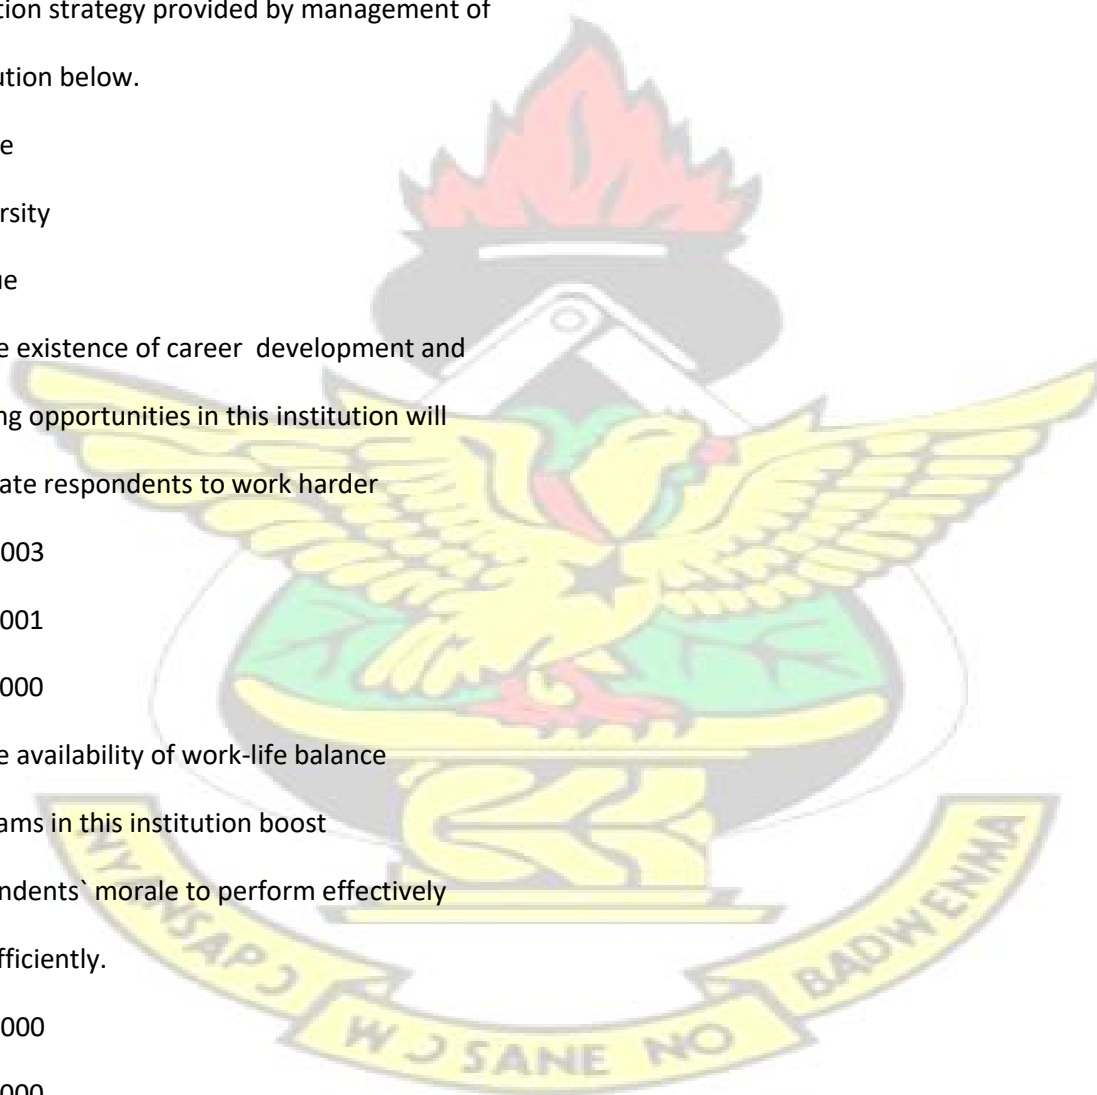 tion strategy provided by management of
ution below.
e
rsity
ue
e existence of career development and
ng opportunities in this institution will
ate respondents to work harder
003
001
000
e availability of work-life balance
ams in this institution boost
ndents` morale to perform effectively
fficiently.
000
000
NYANSAPƆ WƆSANE NO BADWENMA